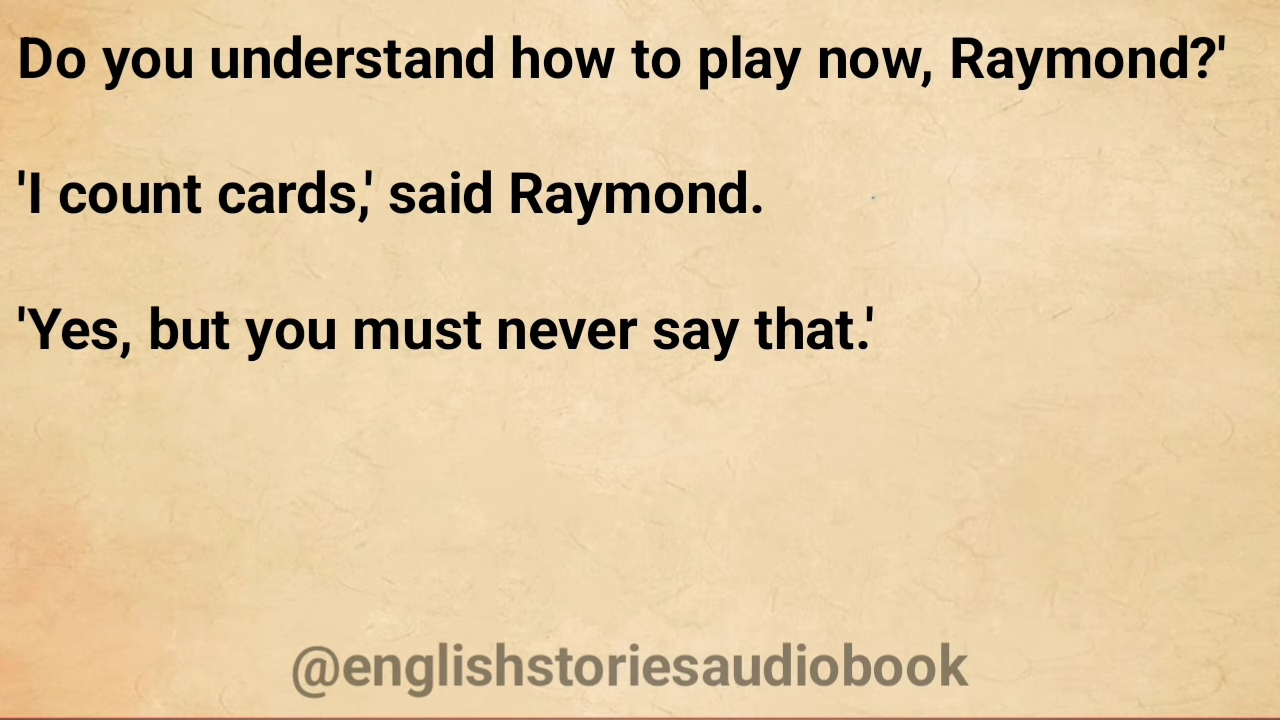 Do you understand how to play now, Raymond?'
'I count cards,' said Raymond.
'Yes, but you must never say that.'
@englishstoriesaudiobook